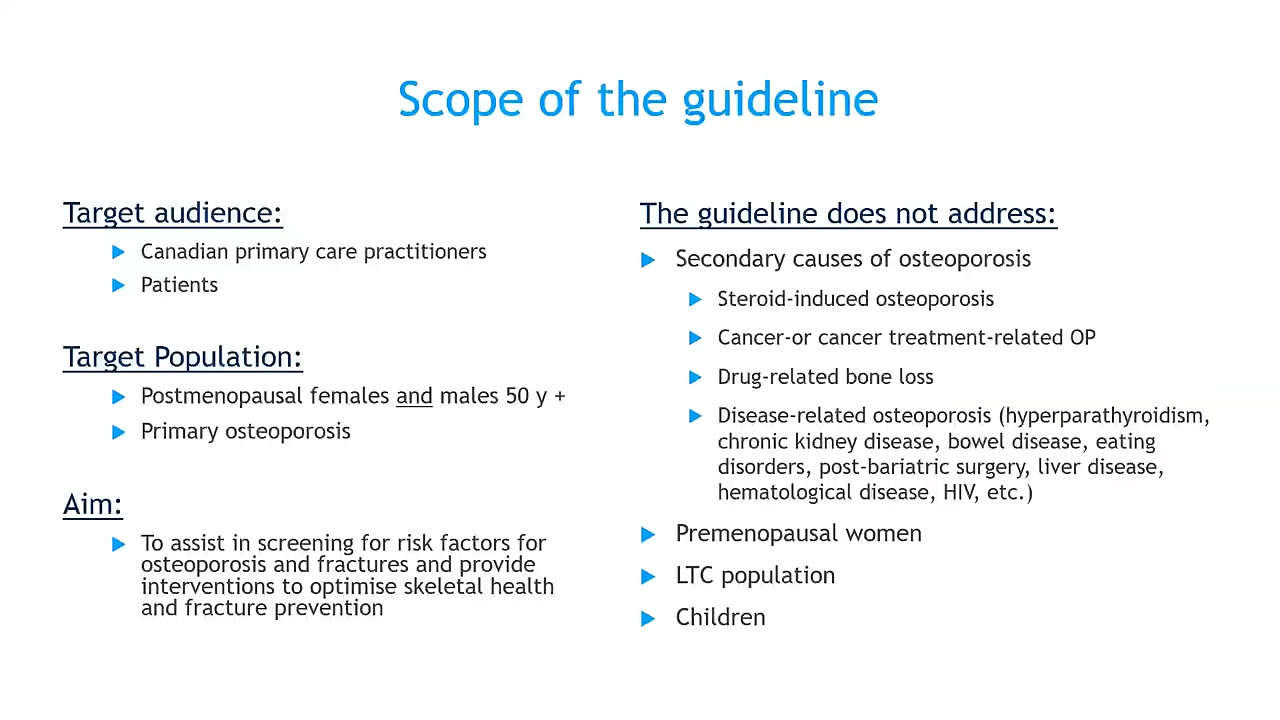 Scope of the guideline
Target audience:
Canadian primary care practitioners
Patients
Target Population:
Postmenopausal females and males 50 y +
Primary osteoporosis
Aim:
To assist in screening for risk factors for
osteoporosis and fractures and provide
interventions to optimise skeletal health
and fracture prevention
The guideline does not address:
Secondary causes of osteoporosis
Steroid-induced osteoporosis
Cancer-or cancer treatment-related OP
Drug-related bone loss
Disease-related osteoporosis (hyperparathyroidism,
chronic kidney disease, bowel disease, eating
disorders, post-bariatric surgery, liver disease,
hematological disease, HIV, etc.)
Premenopausal women
LTC population
Children